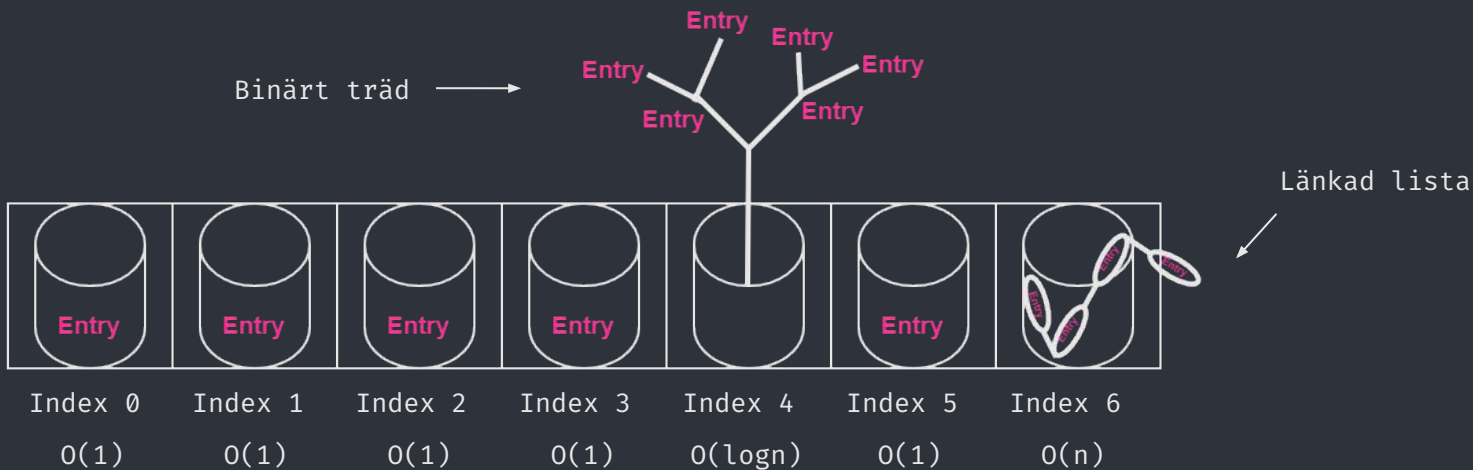 Entry
Entry
Entry
Entry
Binärt träd
Entry
Entry
Länkad lista
Entry
Entry
Entry
Entry
Entry
Entry
Entry
Entry
Entry
Index 0
Index 1
Index 2
Index 3
Index 4
Index 5
Index 6
O(1)
O(1)
O(1)
O(1)
O(logn)
O(1)
O(n)